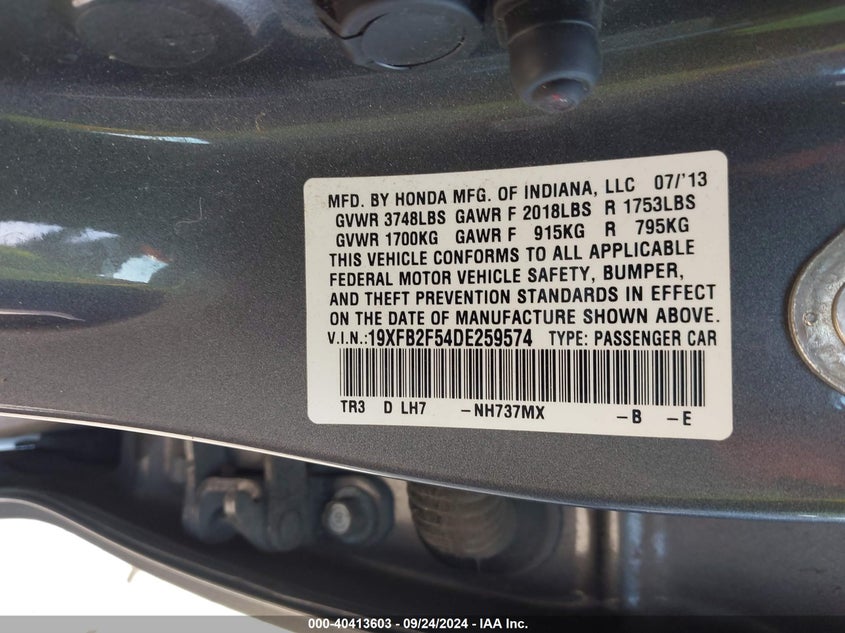 MFD. BY HONDA MFG. OF INDIANA, LLC 07/'13
GVWR 3748LBS GAWR F 2018LBS R 1753LBS
GVWR 1700KG GAWR F 915KG R 795KG
THIS VEHICLE CONFORMS TO ALL APPLICABLE
FEDERAL MOTOR VEHICLE SAFETY, BUMPER,
AND THEFT PREVENTION STANDARDS IN EFFECT
ON THE DATE OF MANUFACTURE SHOWN ABOVE.
V.I.N.:19XFB2F54DE259574 TYPE: PASSENGER CAR
TR3 D LH7 -NH737MX -B -E
000-40413603 - 09/24/2024 - IAA Inc.